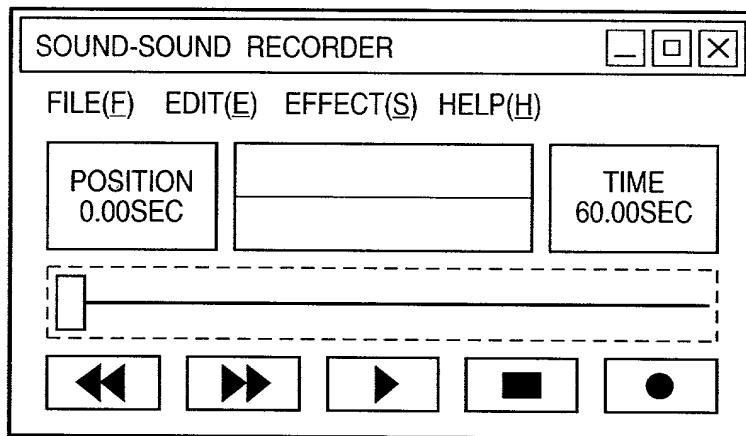 SOUND-SOUND RECORDER
FILE(F) EDIT(E) EFFECT(S) HELP(H)
POSITION
0.00SEC
TIME
60.00SEC